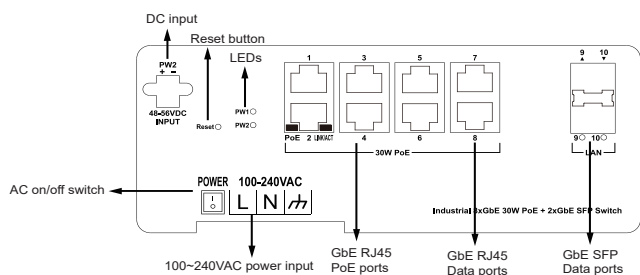 DC input
Reset button
LEDs
PW2
+ -
48-56VDC
INPUT
Reset
PW1
PW2
1 3 5 7
PoE 2 LINK/ACT 4 6 8
30W PoE
9 10
9 10
LAN
AC on/off switch
POWER 100-240VAC
L N
Industrial 8xGbE 30W PoE + 2xGbE SFP Switch
100~240VAC power input
GbE RJ45
PoE ports
GbE RJ45
Data ports
GbE SFP
Data ports